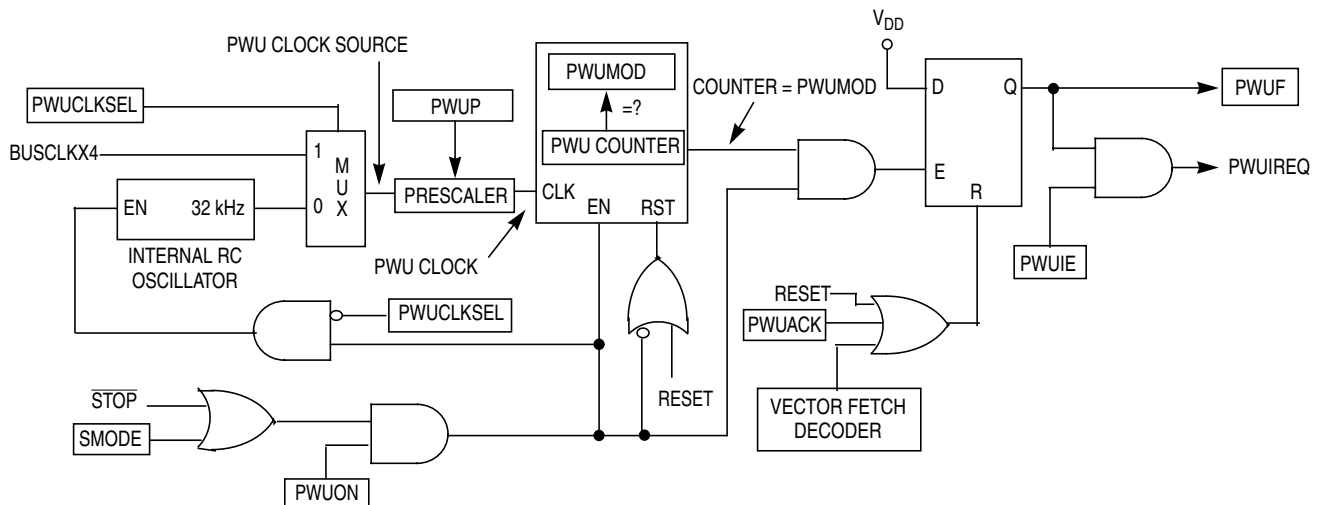 V_DD
PWU CLOCK SOURCE
PWUCLKSEL
BUSCLKX4
1
M
U
X
0
EN
32 kHz
INTERNAL RC
OSCILLATOR
PWUP
PRESCALER
PWU CLOCK
PWUMOD
=?
PWU COUNTER
CLK
EN
RST
COUNTER = PWUMOD
D
Q
E
R
PWUF
PWUIREQ
PWUIE
PWUCLKSEL
RESET
RESET
PWUACK
VECTOR FETCH
DECODER
STOP
SMODE
PWUON